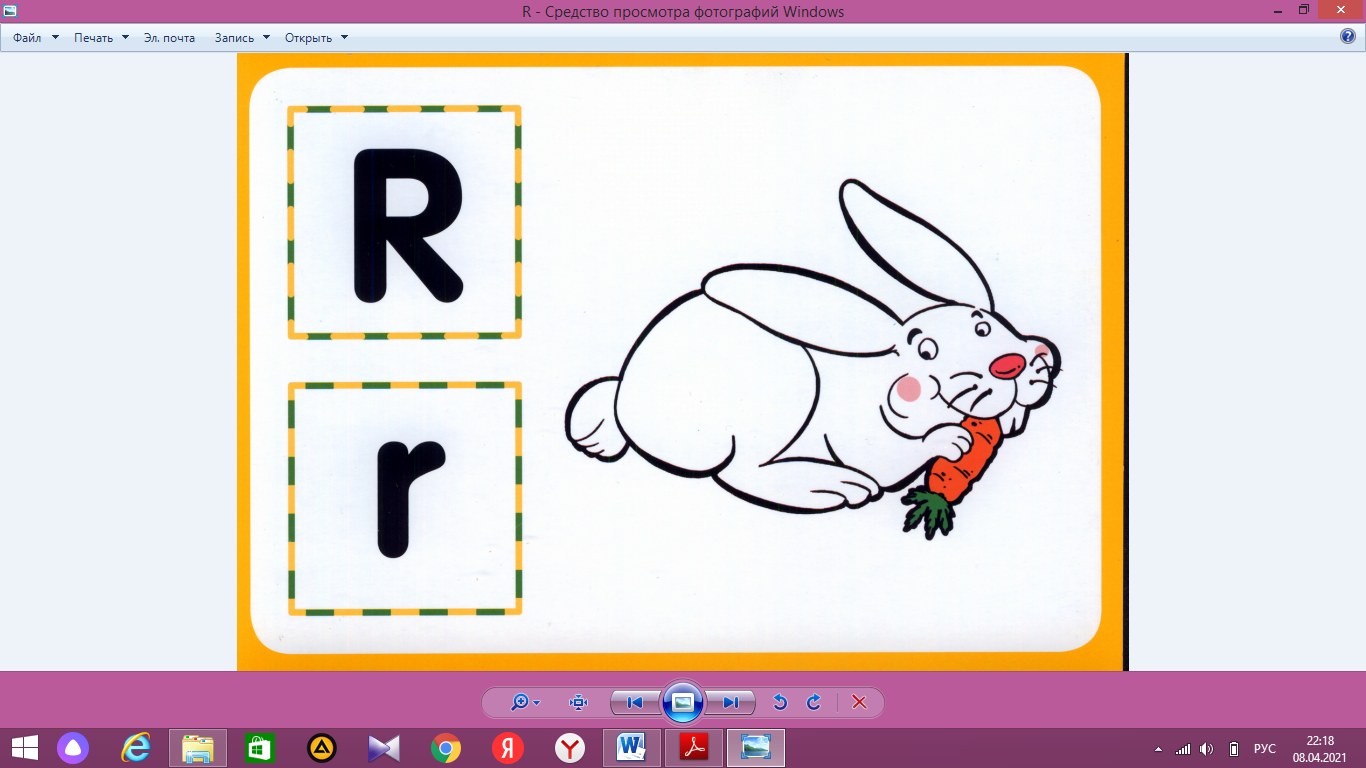 R - Средство просмотра фотографий Windows
Файл Печать Эл. почта Запись Открыть
R
r
РУС
22:18
08.04.2021